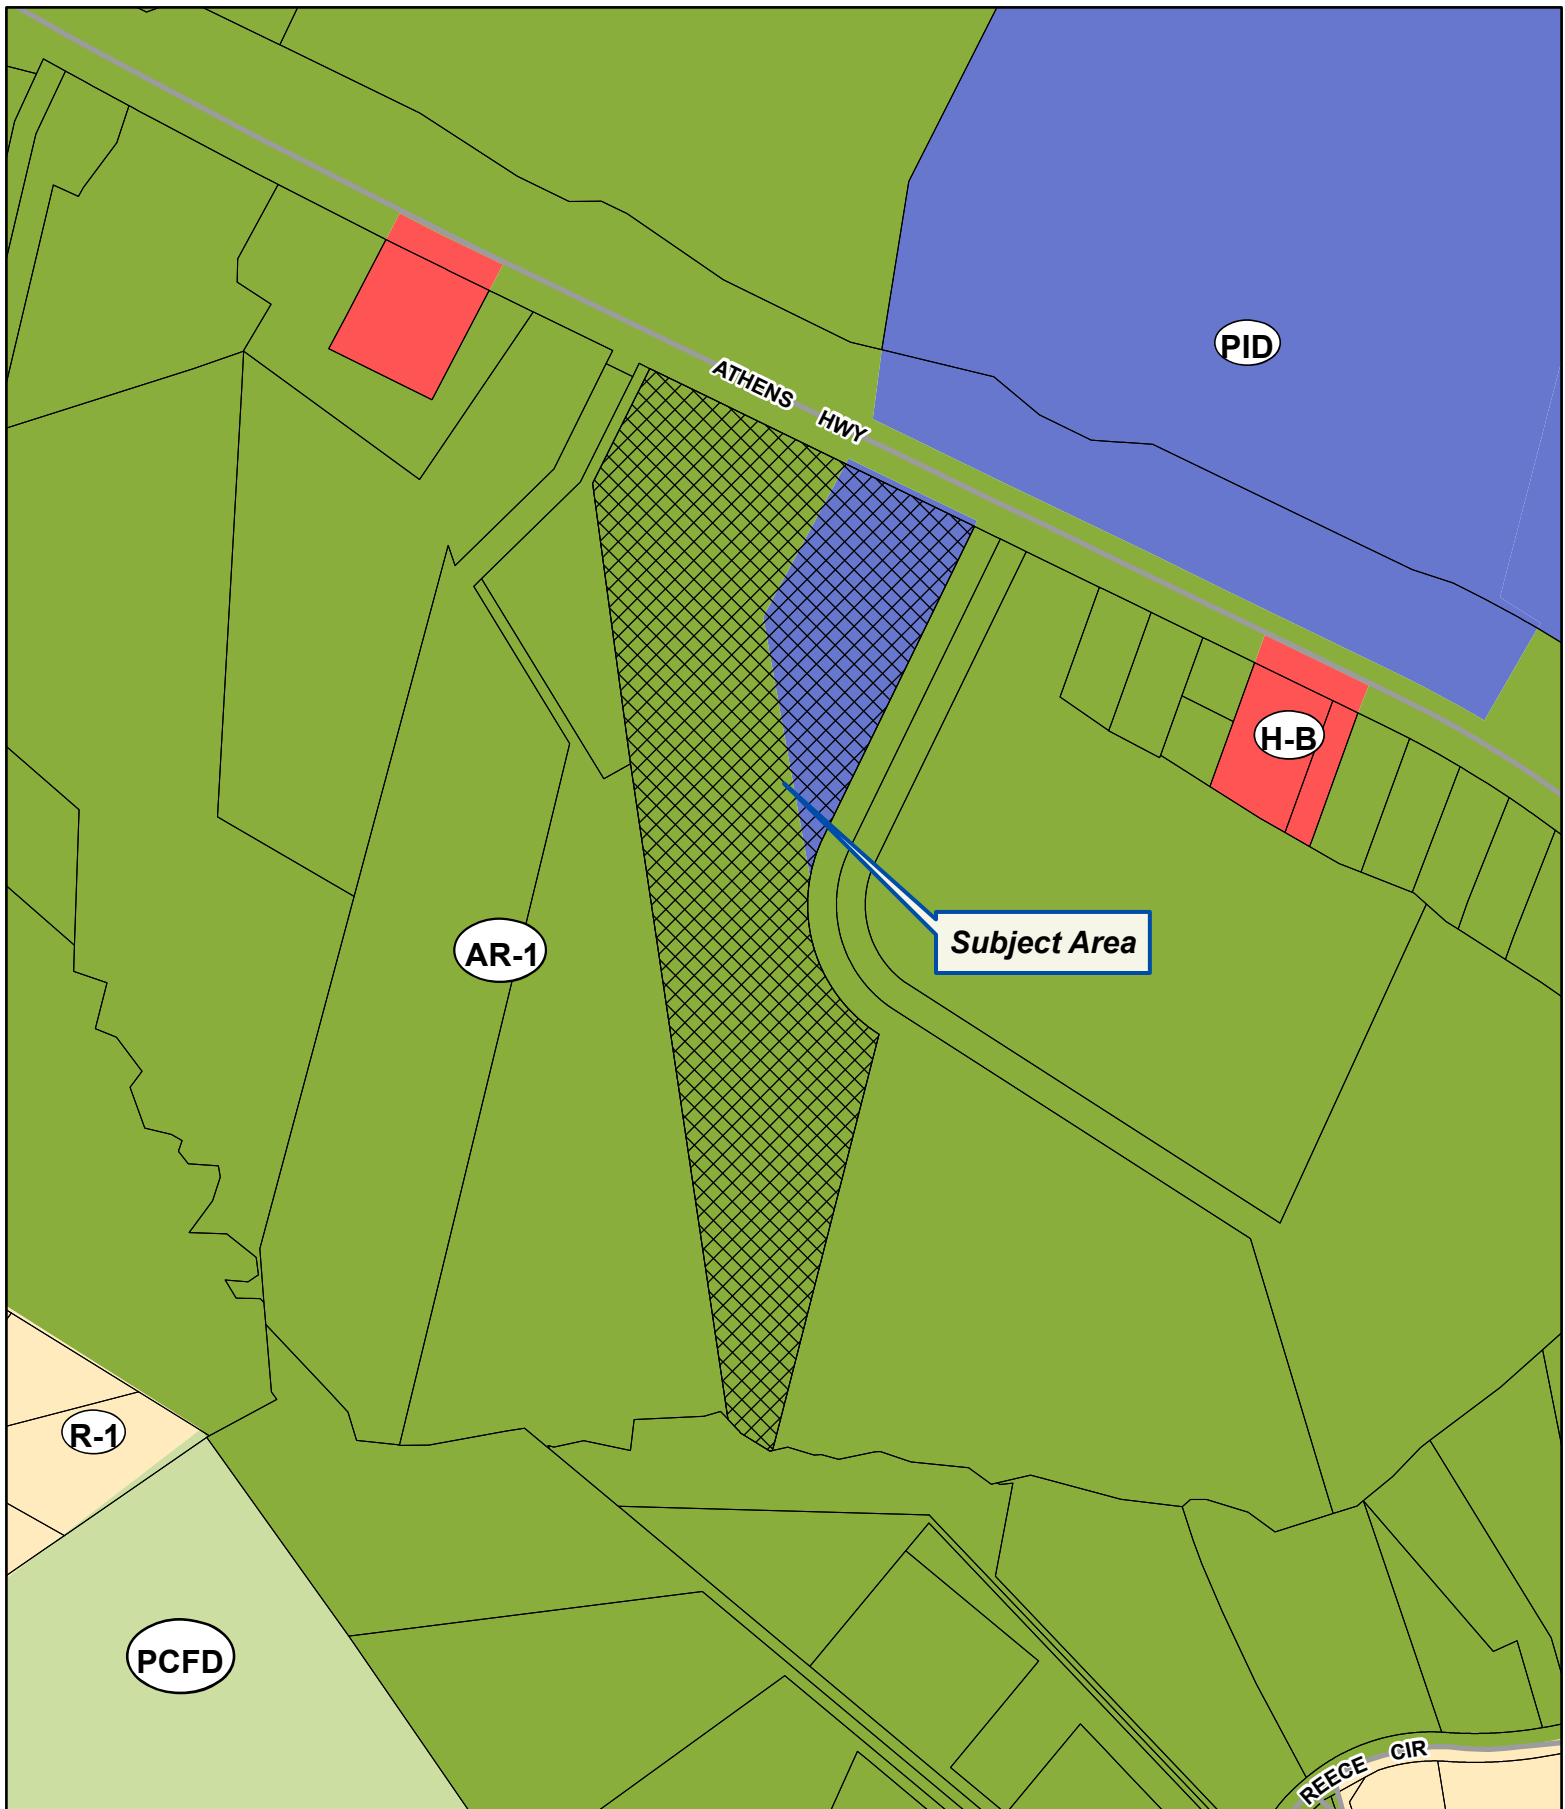 PID
ATHENS HWY
H-B
Subject Area
AR-1
R-1
PCFD
REECE CIR